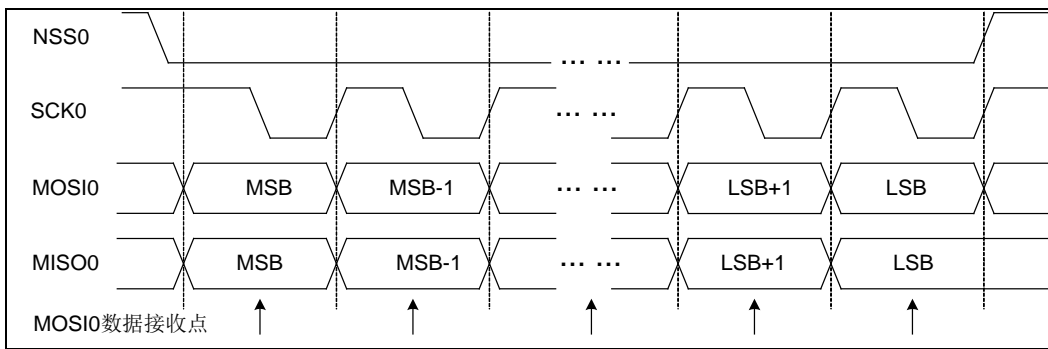 NSS0
... ...
SCK0
... ...
MOSI0 MSB MSB-1 ... ... LSB+1 LSB
MISO0 MSB MSB-1 ... ... LSB+1 LSB
MOSI0数据接收点